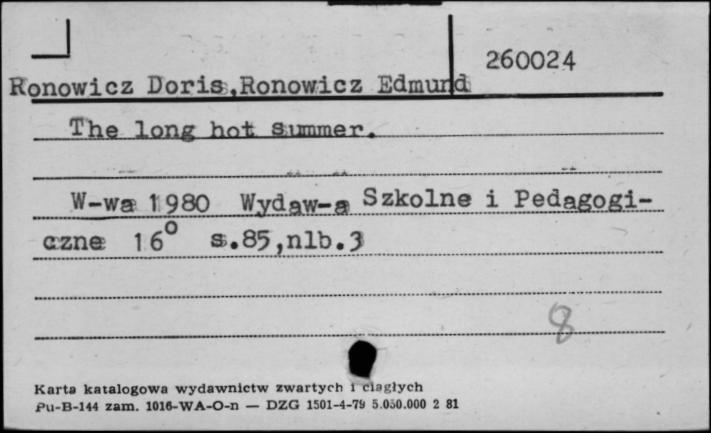 260024
Ronowicz Doris,Ronowicz Edmund
The long hot summer.
W-wa 1980 Wydaw-a Szkolne i Pedagogi-
czne 16° s.85,nlb.3
8
Karta katalogowa wydawnictw zwartych i ciągłych
Pu-B-144 zam. 1016-WA-O-n — DZG 1501-4-79 5.050.000 2 81